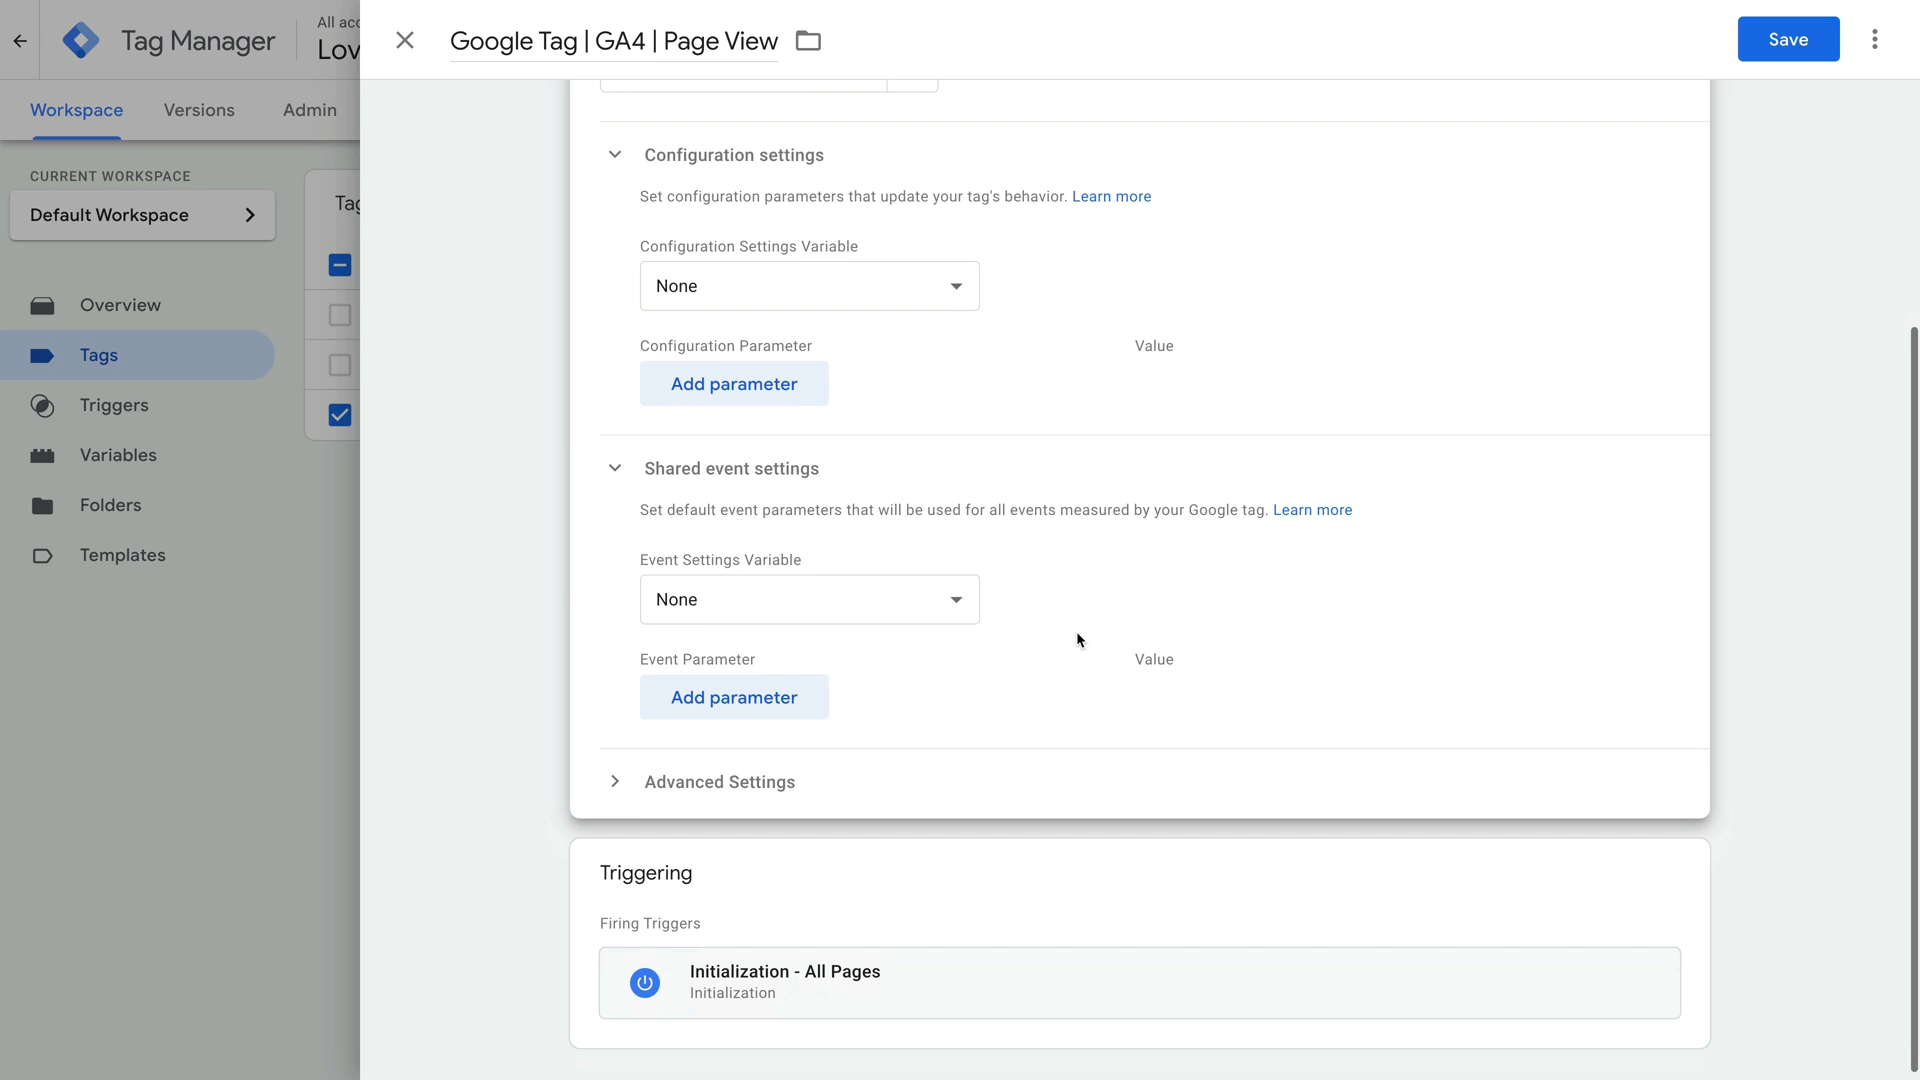 All acc
Tag Manager
Lov
Google Tag | GA4 | Page View
Save
Workspace
Versions
Admin
CURRENT WORKSPACE
Default Workspace
Overview
Tags
Triggers
Variables
Folders
Templates
Tag
Configuration settings
Set configuration parameters that update your tag's behavior. Learn more
Configuration Settings Variable
None
Configuration Parameter
Value
Add parameter
Shared event settings
Set default event parameters that will be used for all events measured by your Google tag. Learn more
Event Settings Variable
None
Event Parameter
Value
Add parameter
Advanced Settings
Triggering
Firing Triggers
Initialization - All Pages
Initialization